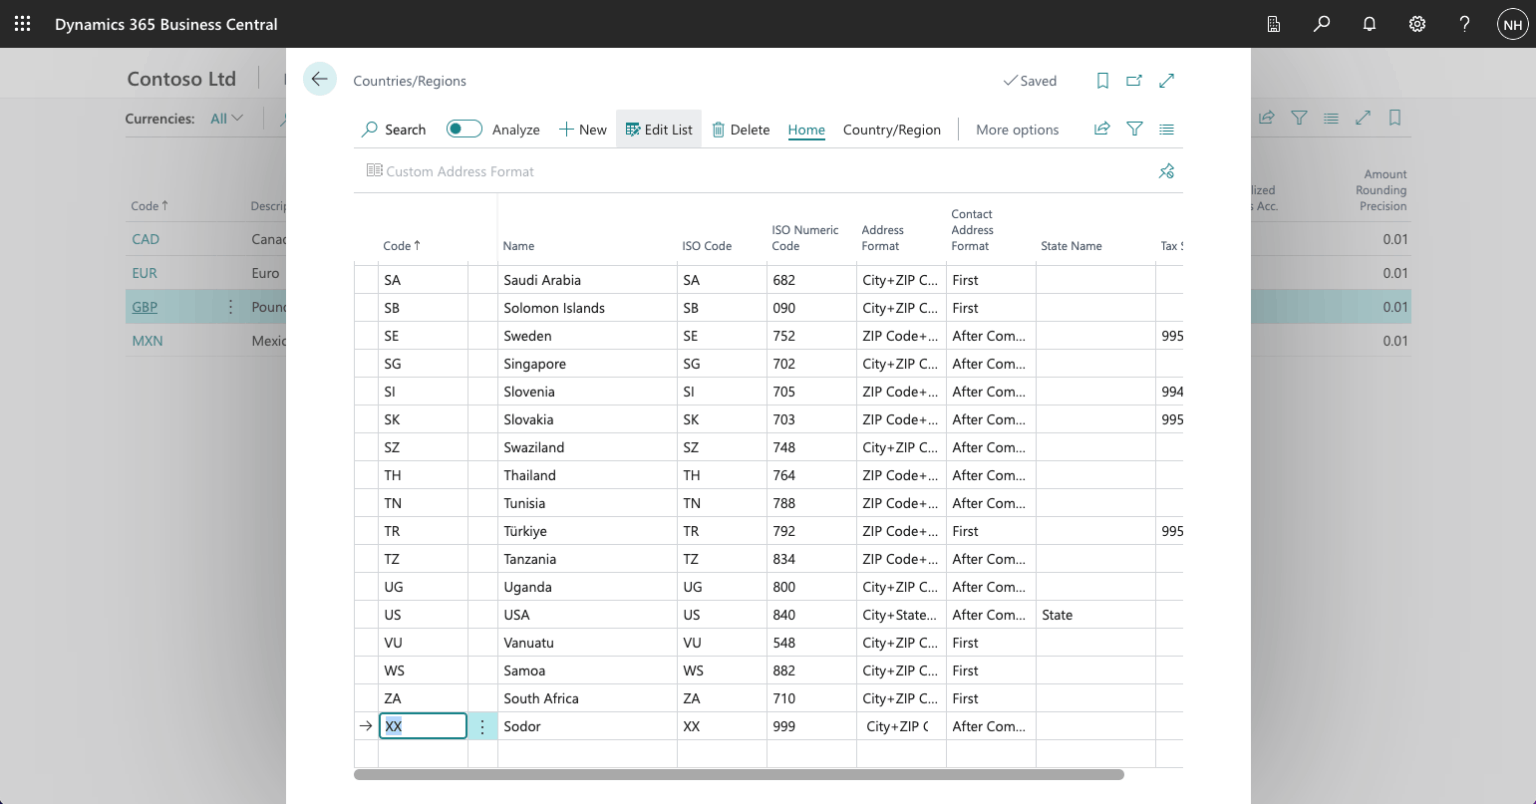 Dynamics 365 Business Central
NH
Contoso Ltd
Countries/Regions
Saved
Currencies: All
Search Analyze New Edit List Delete Home Country/Region More options
Custom Address Format
Code ↑
Code ↑ Name ISO Code ISO Numeric Code Address Format Contact Address Format State Name Tax
Acc.
Amount Rounding Precision
CAD
EUR Euro
GBP
MXN
SA Saudi Arabia SA 682 City+ZIP C... First
SB Solomon Islands SB 090 City+ZIP C... First
SE Sweden SE 752 ZIP Code+... After Com... 995
SG Singapore SG 702 City+ZIP C... After Com...
SI Slovenia SI 705 ZIP Code+... After Com... 994
SK Slovakia SK 703 ZIP Code+... After Com... 995
SZ Swaziland SZ 748 City+ZIP C... After Com...
TH Thailand TH 764 ZIP Code+... After Com...
TN Tunisia TN 788 ZIP Code+... After Com...
TR Türkiye TR 792 ZIP Code+... First 995
TZ Tanzania TZ 834 ZIP Code+... After Com...
UG Uganda UG 800 City+ZIP C... After Com...
US USA US 840 City+State... After Com... State
VU Vanuatu VU 548 City+ZIP C... First
WS Samoa WS 882 City+ZIP C... First
ZA South Africa ZA 710 City+ZIP C... First
XX Sodor XX 999 City+ZIP C After Com...
0.01
0.01
0.01
0.01